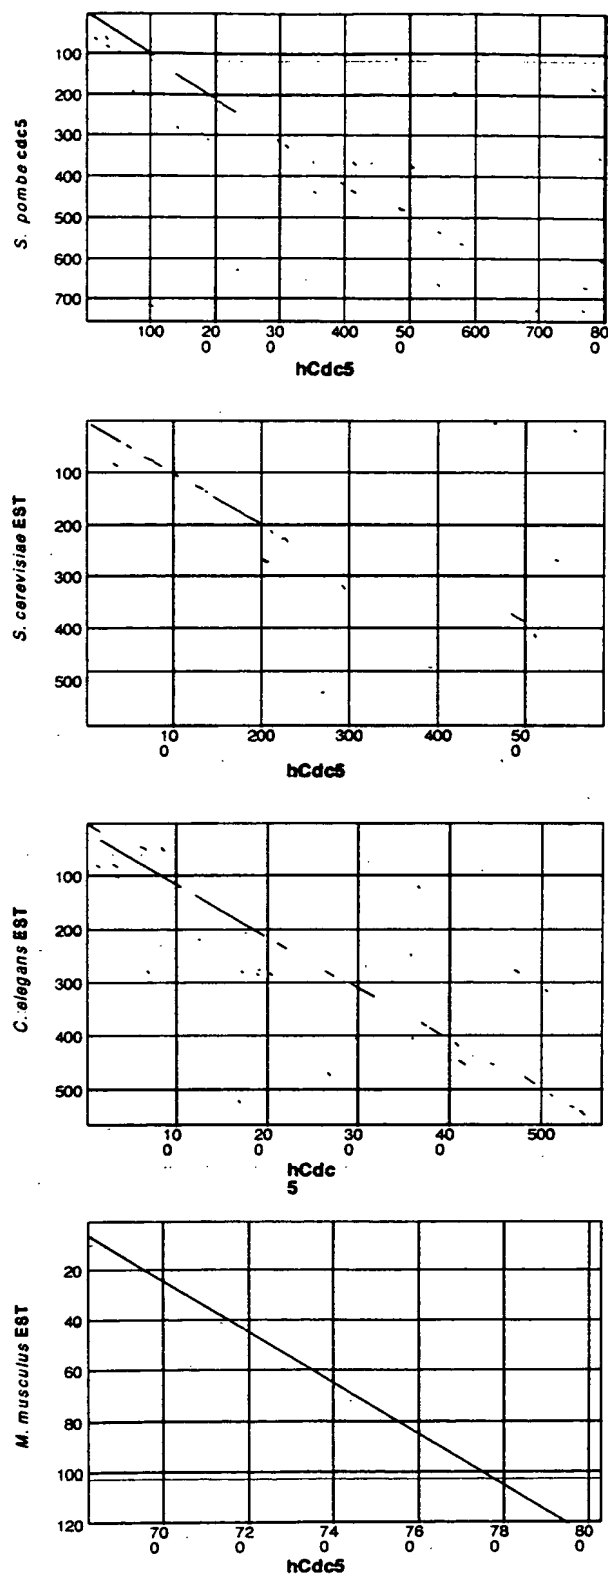 100
200
300
400
500
600
700
S. pombe cdc5
100 20 30 400 50 600 700 80
0 0 0 0
hCdc5
100
200
300
400
500
S. cerevisiae EST
10 200 300 400 50
0 0
hCdc5
100
200
300
400
500
C. elegans EST
10 20 30 40 500
0 0 0 0
hCdc
5
20
40
60
80
100
120
M. musculus EST
70 72 74 76 78 80
0 0 0 0 0 0
hCdc5